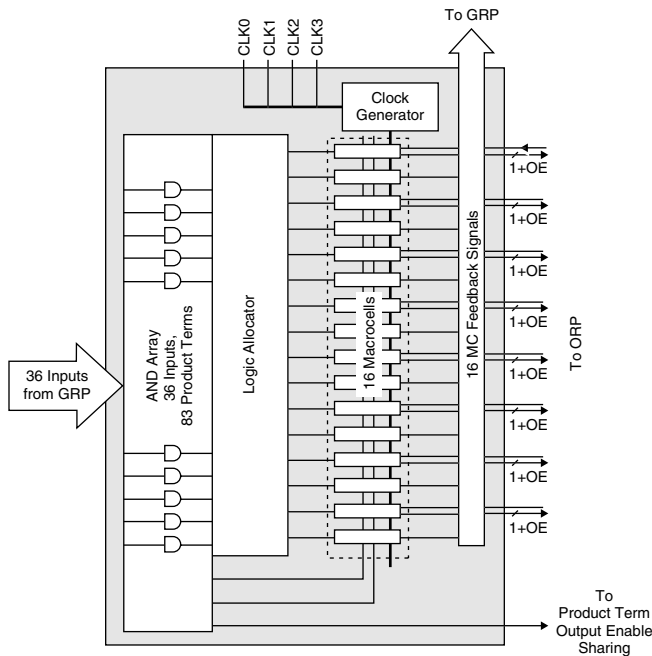 To GRP
CLK0
CLK1
CLK2
CLK3
Clock
Generator
36 Inputs
from GRP
AND Array
36 Inputs,
83 Product Terms
Logic Allocator
16 Macrocells
16 MC Feedback Signals
1+OE
1+OE
1+OE
1+OE
1+OE
1+OE
1+OE
1+OE
To ORP
To
Product Term
Output Enable
Sharing